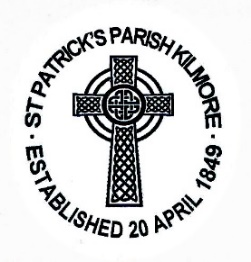 · ST PATRICK'S PARISH KILMORE ·
ESTABLISHED 20 APRIL 1849